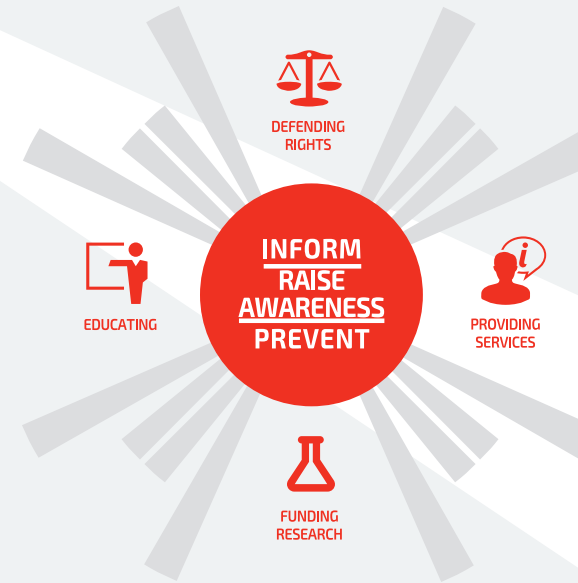 DEFENDING
RIGHTS
INFORM
RAISE
AWARENESS
PREVENT
EDUCATING
i
PROVIDING
SERVICES
FUNDING
RESEARCH